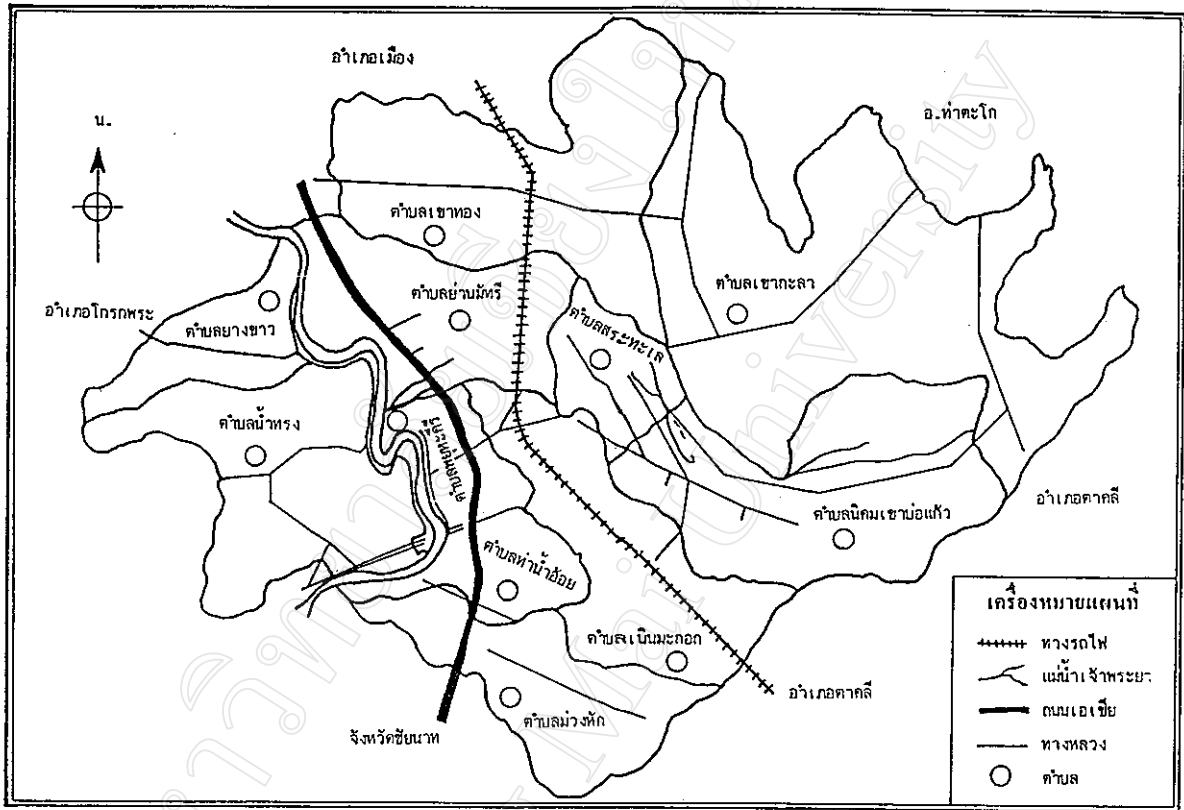 อำเภอเมือง
อ.ท่าตะโก
น.
ตำบลเขาทอง
ตำบลเขากะลา
ตำบลย่านมัทรี
อำเภอโกรกพระ
ตำบลยางขาว
ตำบลสระทะเล
ตำบลน้ำทรง
ตำบลพยุหะคีรี
อำเภอตาคลี
ตำบลนิคมเขาบ่อแก้ว
ตำบลท่าน้ำอ้อย
ตำบลเนินมะกอก
อำเภอตาคลี
ตำบลม่วงหัก
จังหวัดชัยนาท
เครื่องหมายแผนที่
ทางรถไฟ
แม่น้ำเจ้าพระยา
ถนนเอเชีย
ทางหลวง
ตำบล
Mai University